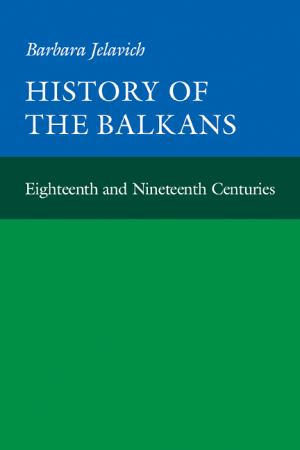 Barbara Jelavich
HISTORY OF
THE BALKANS
Eighteenth and Nineteenth Centuries